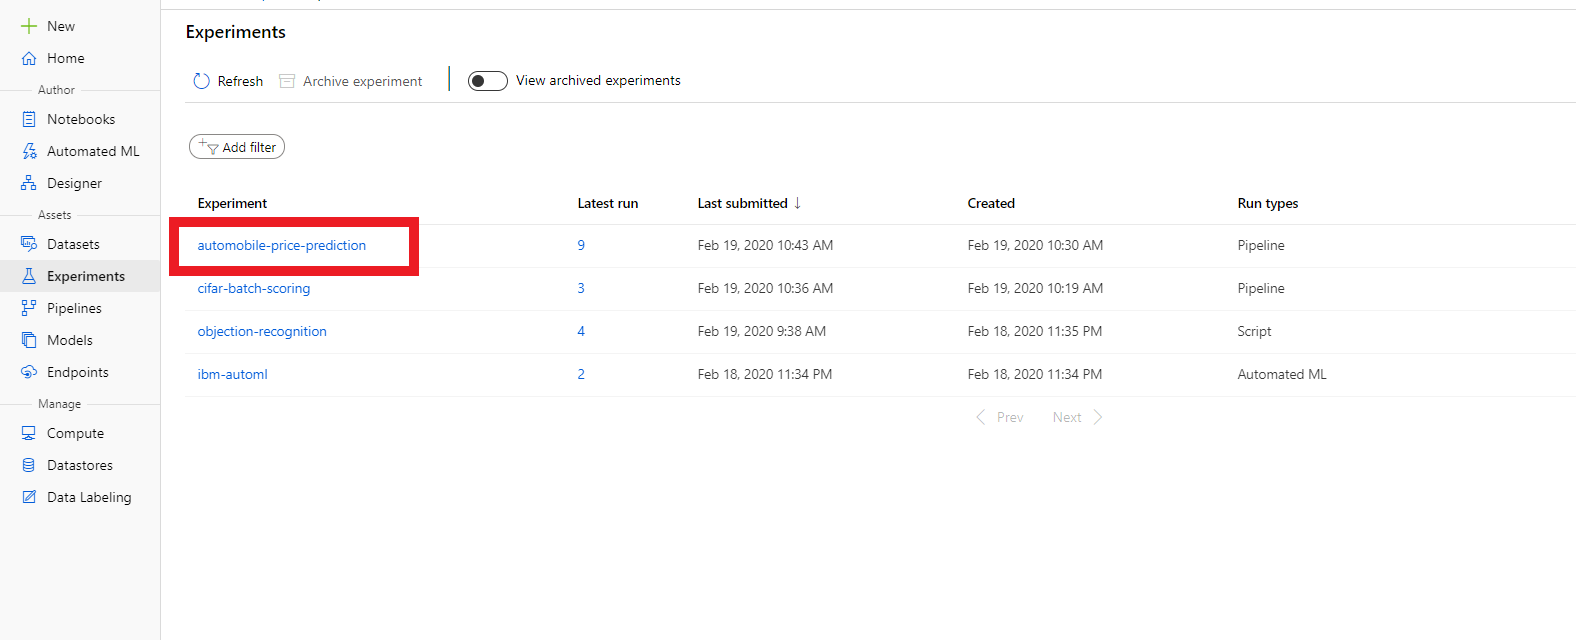 New
Home
Author
Notebooks
Automated ML
Designer
Assets
Datasets
Experiments
Pipelines
Models
Endpoints
Manage
Compute
Datastores
Data Labeling
Experiments
Refresh Archive experiment View archived experiments
Add filter
Experiment Latest run Last submitted ↓ Created Run types
automobile-price-prediction 9 Feb 19, 2020 10:43 AM Feb 19, 2020 10:30 AM Pipeline
cifar-batch-scoring 3 Feb 19, 2020 10:36 AM Feb 19, 2020 10:19 AM Pipeline
objection-recognition 4 Feb 19, 2020 9:38 AM Feb 18, 2020 11:35 PM Script
ibm-automl 2 Feb 18, 2020 11:34 PM Feb 18, 2020 11:34 PM Automated ML
Prev Next